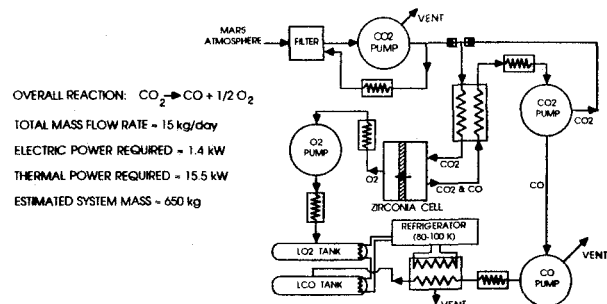 VENT
MARS
ATMOSPHERE
FILTER
CO2
PUMP
OVERALL REACTION: CO2 → CO + 1/2 O2
TOTAL MASS FLOW RATE = 15 kg/day
ELECTRIC POWER REQUIRED = 1.4 kW
THERMAL POWER REQUIRED = 15.5 kW
ESTIMATED SYSTEM MASS = 650 kg
CO2
PUMP
CO2
O2
PUMP
O2
CO2
CO2 & CO
ZIRCONIA CELL
CO
REFRIGERATOR
(80-100 K)
LO2 TANK
LCO TANK
VENT
CO
PUMP
VENT